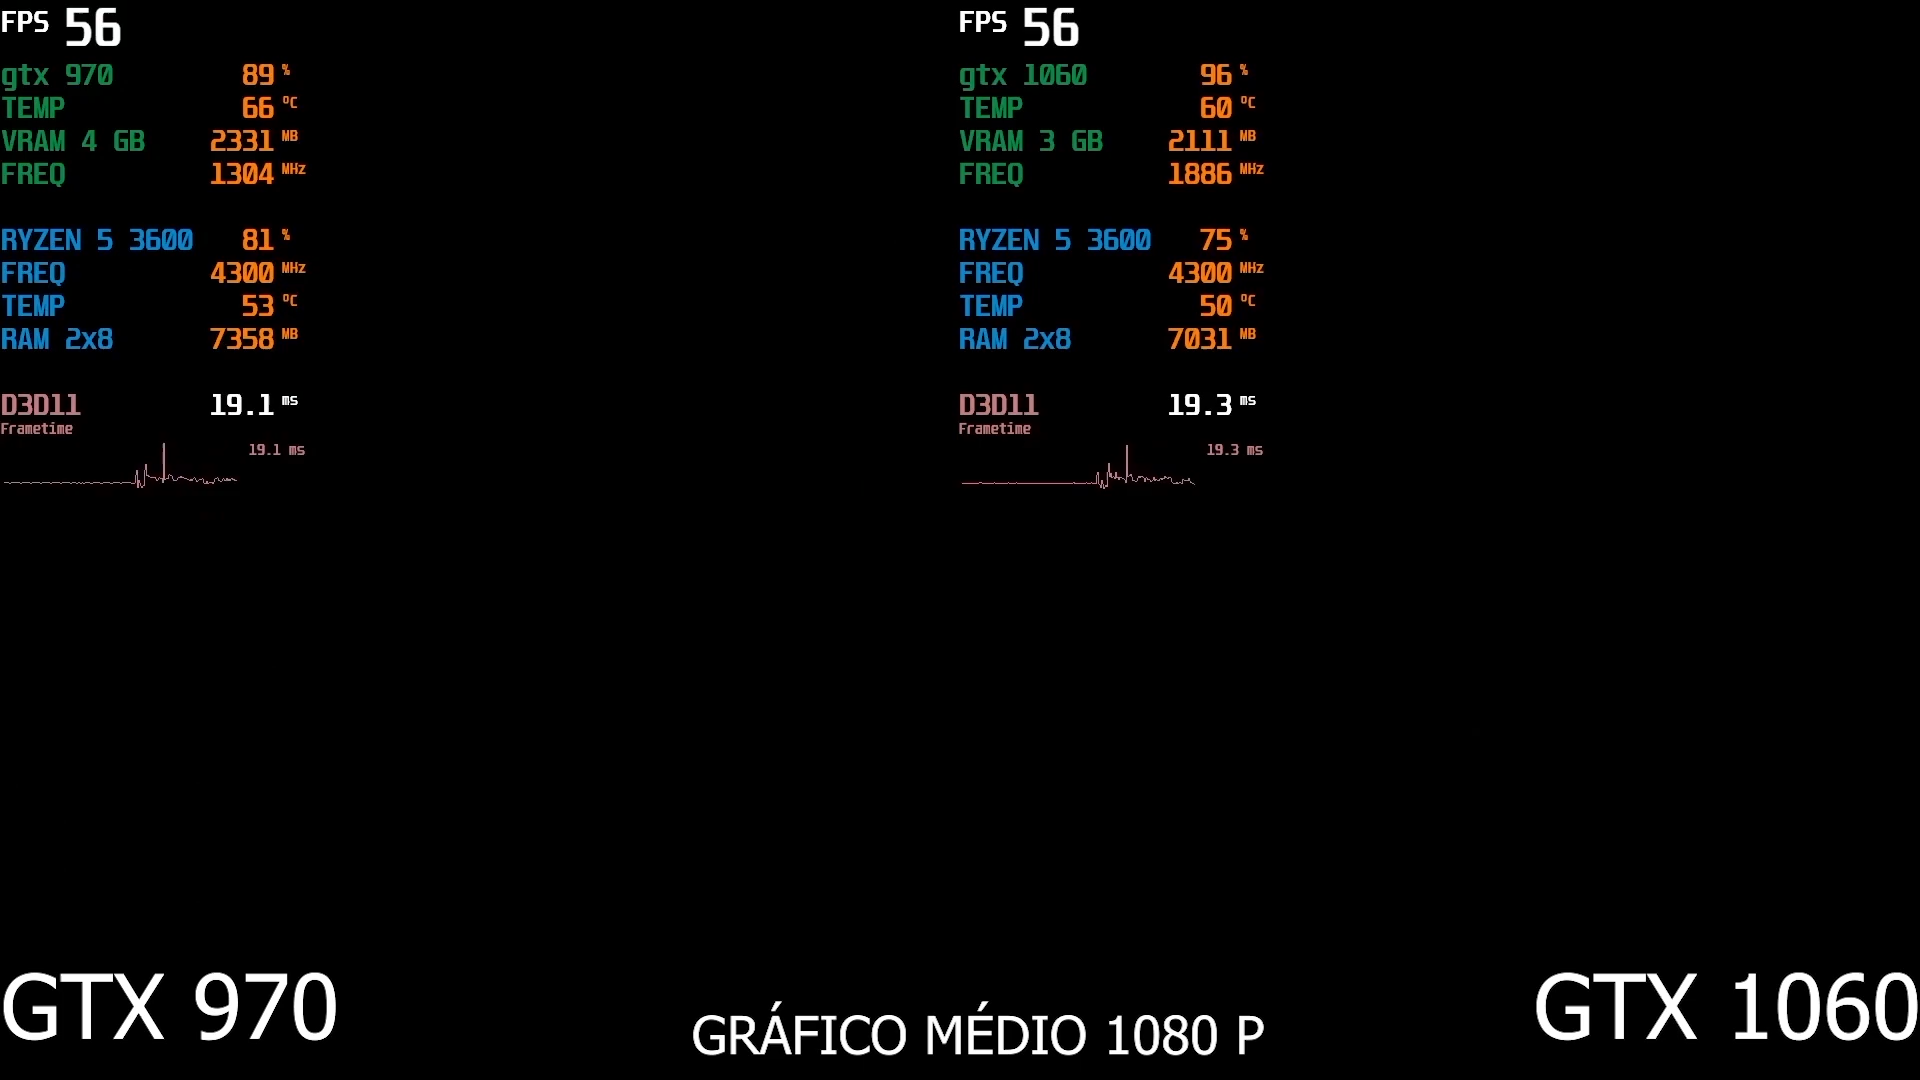 FPS 56
gtx 970 89 %
TEMP 66 °C
VRAM 4 GB 2331 MB
FREQ 1304 MHz
RYZEN 5 3600 81 %
FREQ 4300 MHz
TEMP 53 °C
RAM 2x8 7358 MB
D3D11 19.1 ms
Frametime
19.1 ms
FPS 56
gtx 1060 96 %
TEMP 60 °C
VRAM 3 GB 2111 MB
FREQ 1886 MHz
RYZEN 5 3600 75 %
FREQ 4300 MHz
TEMP 50 °C
RAM 2x8 7031 MB
D3D11 19.3 ms
Frametime
19.3 ms
GTX 970
GRÁFICO MÉDIO 1080 P
GTX 1060